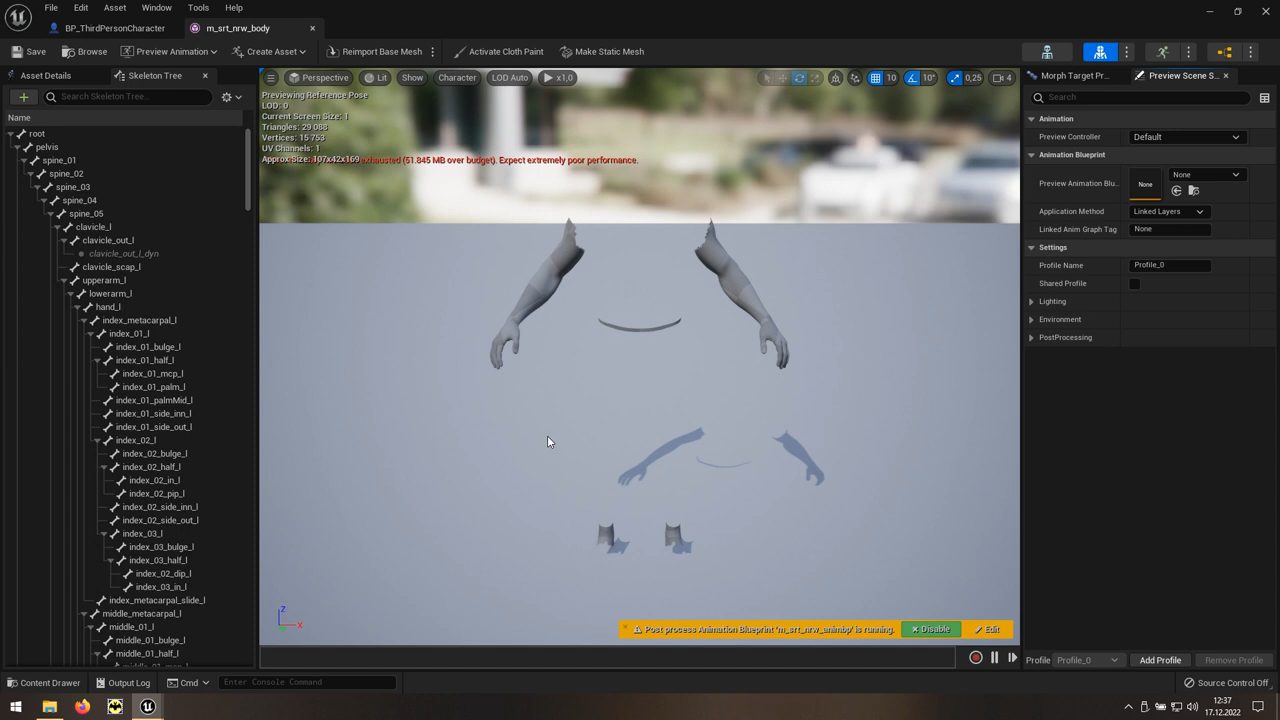 File Edit Asset Window Tools Help
BP_ThirdPersonCharacter m_srt_nrw_body
Save Browse Preview Animation Create Asset Reimport Base Mesh Activate Cloth Paint Make Static Mesh
Asset Details Skeleton Tree
Search Skeleton Tree...
Name
root
pelvis
spine_01
spine_02
spine_03
spine_04
spine_05
clavicle_l
clavicle_out_l
clavicle_out_l_dyn
clavicle_scap_l
upperarm_l
lowerarm_l
hand_l
index_metacarpal_l
index_01_l
index_01_bulge_l
index_01_half_l
index_01_mcp_l
index_01_palm_l
index_01_palmMid_l
index_01_side_inn_l
index_01_side_out_l
index_02_l
index_02_bulge_l
index_02_half_l
index_02_in_l
index_02_pip_l
index_02_side_inn_l
index_02_side_out_l
index_03_l
index_03_bulge_l
index_03_half_l
index_02_dip_l
index_03_in_l
index_metacarpal_slide_l
middle_metacarpal_l
middle_01_l
middle_01_bulge_l
middle_01_half_l
Perspective Lit Show Character LOD Auto x1,0 10 10° 0,25 4
Previewing Reference Pose
LOD: 0
Current Screen Size: 1
Triangles: 29 088
Vertices: 15 753
UV Channels: 1
Approx Size: 107x42x169 exhausted (51.845 MB over budget). Expect extremely poor performance.
Z
X
Post process Animation Blueprint 'm_srt_nrw_animbp' is running. Disable Edit
Morph Target Pr... Preview Scene S...
Search
Animation
Preview Controller Default
Animation Blueprint
Preview Animation Blu... None None
Application Method Linked Layers
Linked Anim Graph Tag None
Settings
Profile Name Profile_0
Shared Profile
Lighting
Environment
PostProcessing
Profile Profile_0 Add Profile Remove Profile
Content Drawer Output Log Cmd Enter Console Command Source Control Off
12:37
17.12.2022